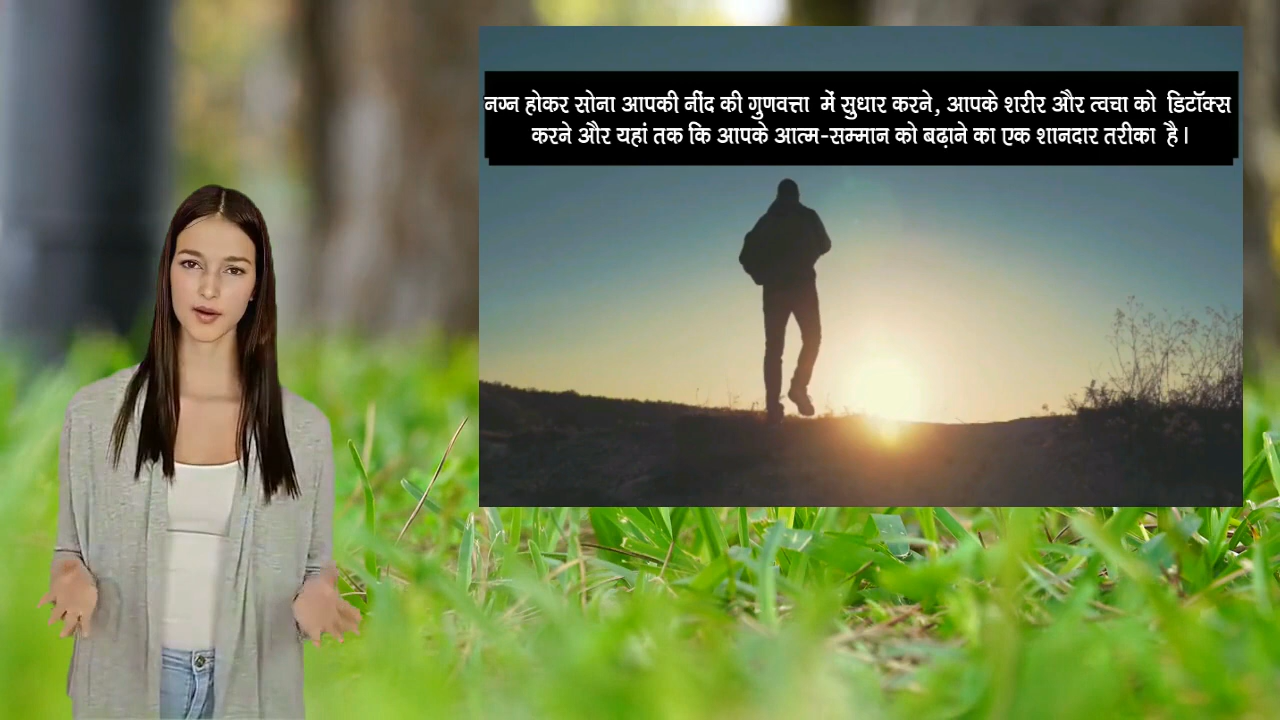 नग्न होकर सोना आपकी नींद की गुणवत्ता में सुधार करने, आपके शरीर और त्वचा को डिटॉक्स
करने और यहां तक कि आपके आत्म-सम्मान को बढ़ाने का एक शानदार तरीका है।